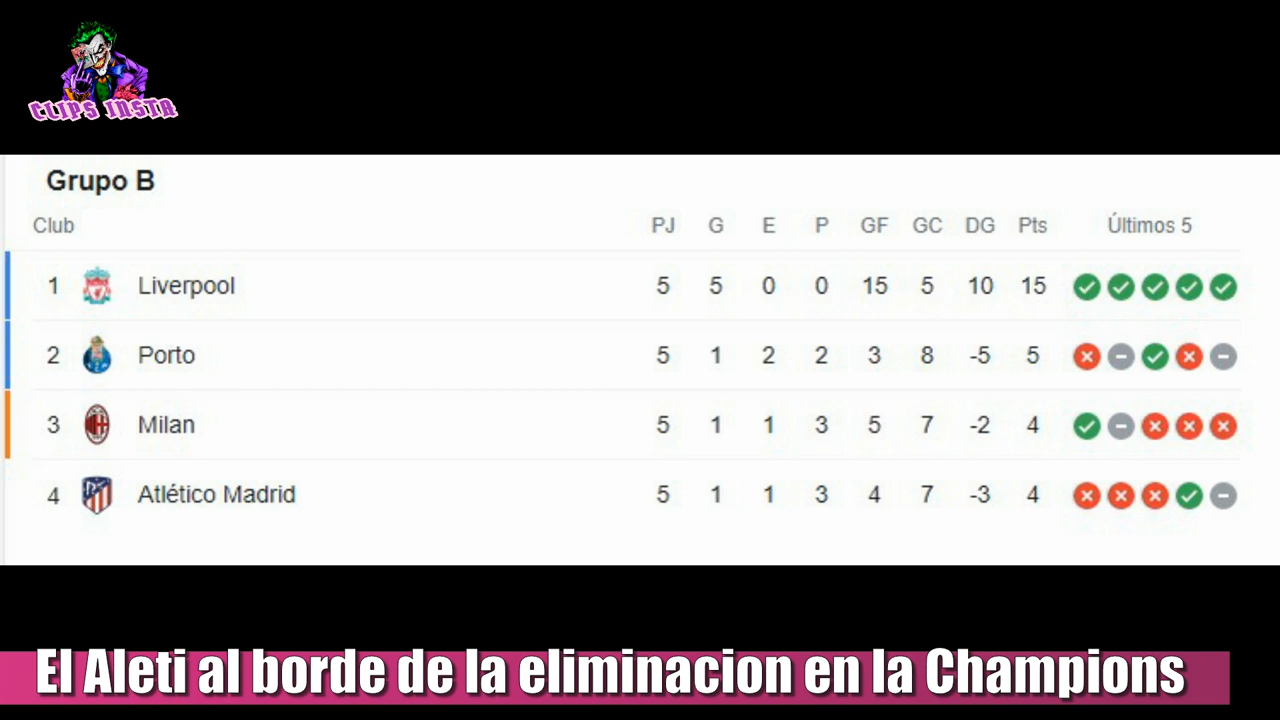 CLIPS INSTA
Grupo B
Club PJ G E P GF GC DG Pts Últimos 5
1 Liverpool 5 5 0 0 15 5 10 15
2 Porto 5 1 2 2 3 8 -5 5
3 Milan 5 1 1 3 5 7 -2 4
4 Atlético Madrid 5 1 1 3 4 7 -3 4
El Aleti al borde de la eliminacion en la Champions